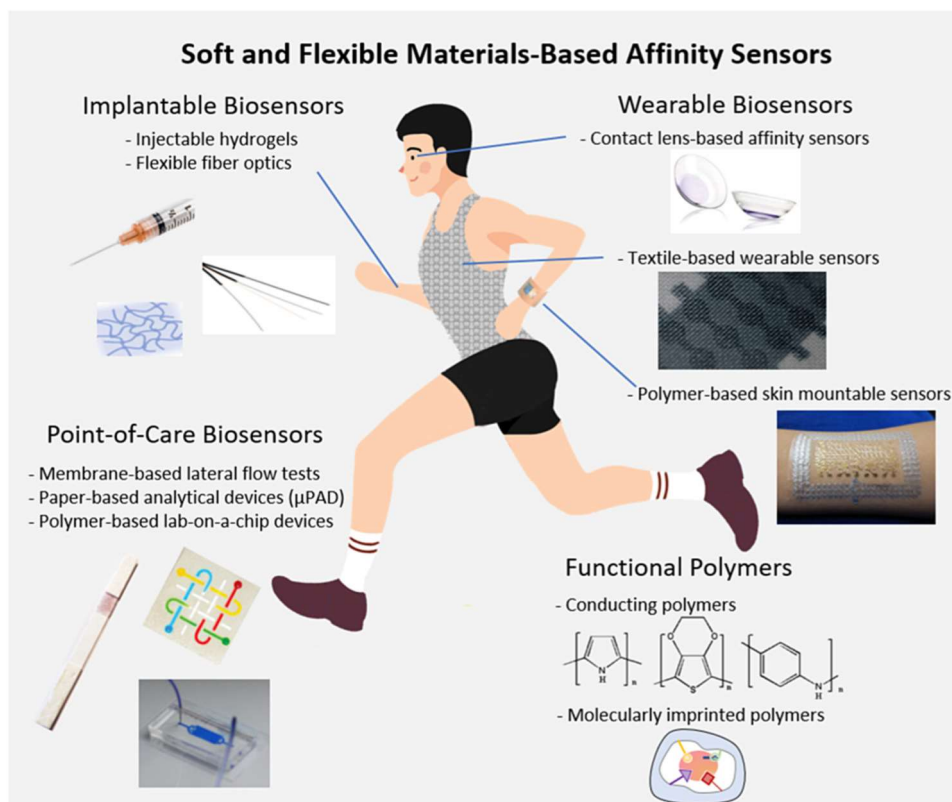 Soft and Flexible Materials-Based Affinity Sensors
Implantable Biosensors
- Injectable hydrogels
- Flexible fiber optics
Wearable Biosensors
- Contact lens-based affinity sensors
- Textile-based wearable sensors
- Polymer-based skin mountable sensors
Point-of-Care Biosensors
- Membrane-based lateral flow tests
- Paper-based analytical devices (μPAD)
- Polymer-based lab-on-a-chip devices
Functional Polymers
- Conducting polymers
N
H
n
O O
S
n
N
H
n
- Molecularly imprinted polymers